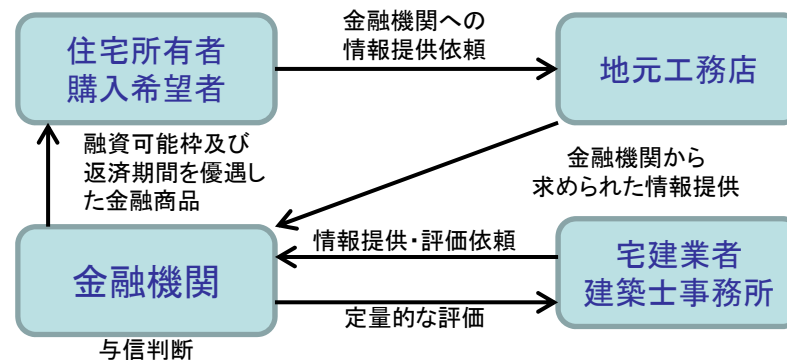 住宅所有者
購入希望者
金融機関への
情報提供依頼
地元工務店
融資可能枠及び
返済期間を優遇し
た金融商品
金融機関から
求められた情報提供
金融機関
情報提供・評価依頼
定量的な評価
宅建業者
建築士事務所
与信判断